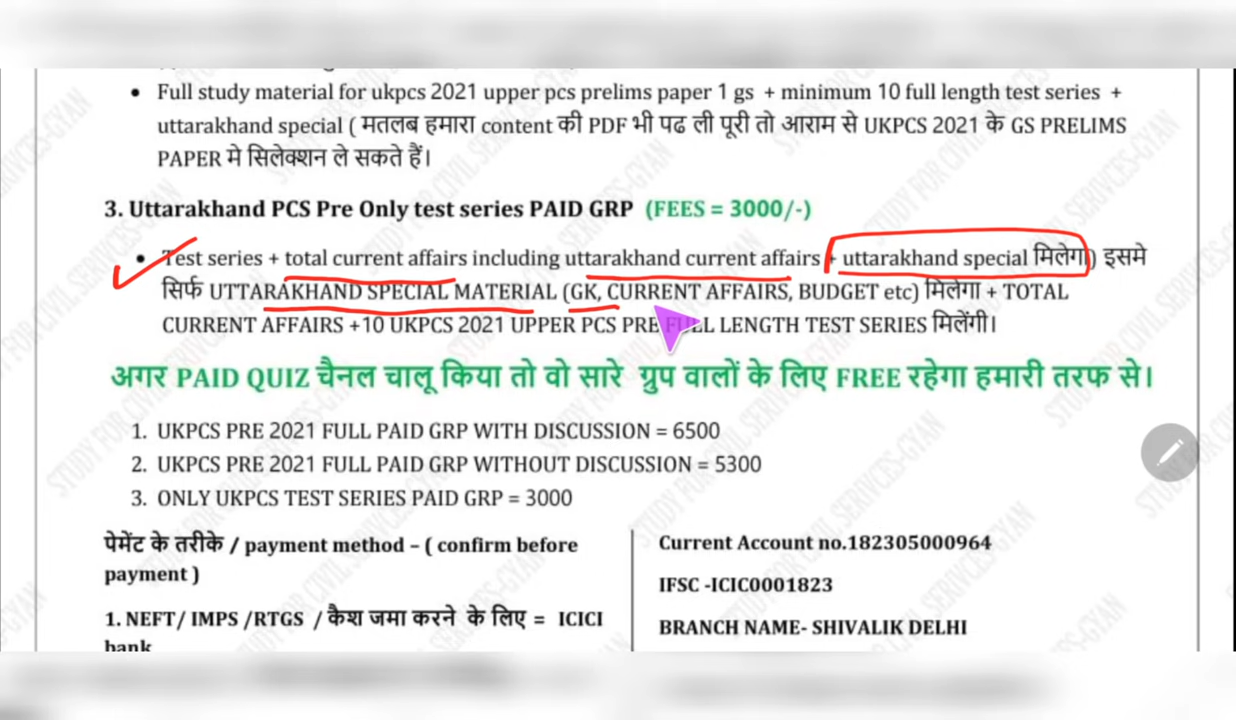 Full study material for ukpcs 2021 upper pcs prelims paper 1 gs + minimum 10 full length test series +
uttarakhand special ( मतलब हमारा content की PDF भी पढ ली पूरी तो आराम से UKPCS 2021 के GS PRELIMS
PAPER मे सिलेक्शन ले सकते हैं।
3. Uttarakhand PCS Pre Only test series PAID GRP (FEES = 3000/-)
Test series + total current affairs including uttarakhand current affairs + uttarakhand special मिलेगा) इसमे
सिर्फ UTTARAKHAND SPECIAL MATERIAL (GK, CURRENT AFFAIRS, BUDGET etc) मिलेगा + TOTAL
CURRENT AFFAIRS +10 UKPCS 2021 UPPER PCS PRE FULL LENGTH TEST SERIES मिलेंगी।
अगर PAID QUIZ चैनल चालू किया तो वो सारे ग्रुप वालों के लिए FREE रहेगा हमारी तरफ से।
1. UKPCS PRE 2021 FULL PAID GRP WITH DISCUSSION = 6500
2. UKPCS PRE 2021 FULL PAID GRP WITHOUT DISCUSSION = 5300
3. ONLY UKPCS TEST SERIES PAID GRP = 3000
पेमेंट के तरीके / payment method – ( confirm before
payment )
1. NEFT/ IMPS /RTGS / कैश जमा करने के लिए = ICICI
bank
Current Account no.182305000964
IFSC -ICIC0001823
BRANCH NAME- SHIVALIK DELHI
STUDY FOR CIVIL SERIVCES-GYAN